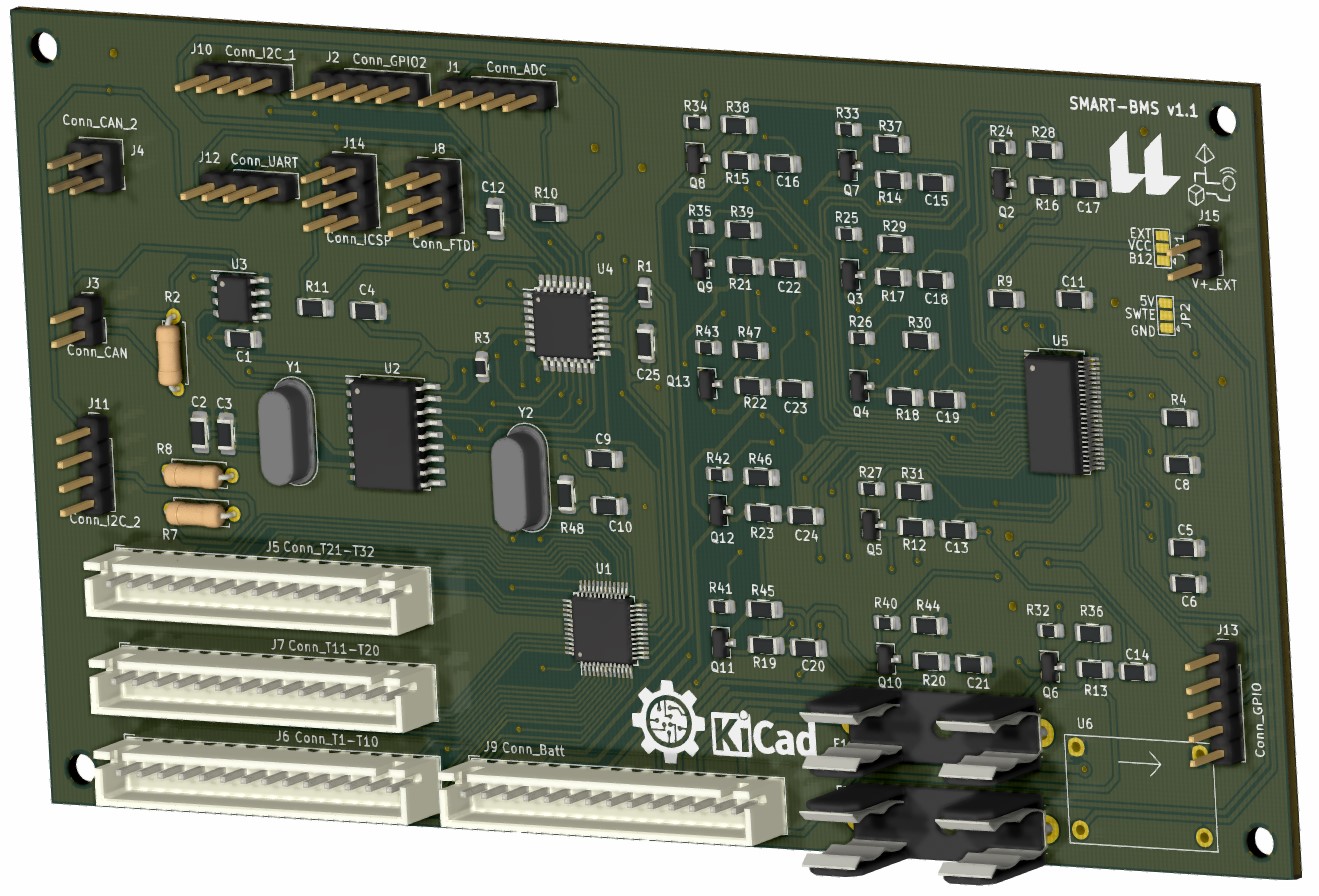 J10 Conn_I2C_1
J2 Conn_GPIO2
J1 Conn_ADC
SMART-BMS v1.1
Conn_CAN_2
J4
J12 Conn_UART
J14
Conn_ICSP
J8
Conn_FTDI
C12
R10
R34
R38
Q8
R15
C16
R33
R37
Q7
R14
C15
R24
R28
Q2
R16
C17
J15
V+_EXT
EXT
VCC
B12
5V
SWTE
GND
JP2
R35
R39
Q9
R21
C22
R25
R29
Q3
R17
C18
R9
C11
J3
Conn_CAN
R2
U3
C1
R11
C4
U4
R1
C25
R3
Y1
U2
Y2
R43
R47
Q13
R22
C23
R26
R30
Q4
R18
C19
U5
R4
C8
J11
Conn_I2C_2
C2
C3
R8
R7
C9
R48
C10
R42
R46
Q12
R23
C24
R27
R31
Q5
R12
C13
C5
C6
J5 Conn_T21-T32
U1
R41
R45
Q11
R19
C20
R40
R44
Q10
R20
C21
R32
R36
Q6
R13
C14
J13
Conn_GPIO
J7 Conn_T11-T20
J6 Conn_T1-T10
J9 Conn_Batt
KiCad
U6